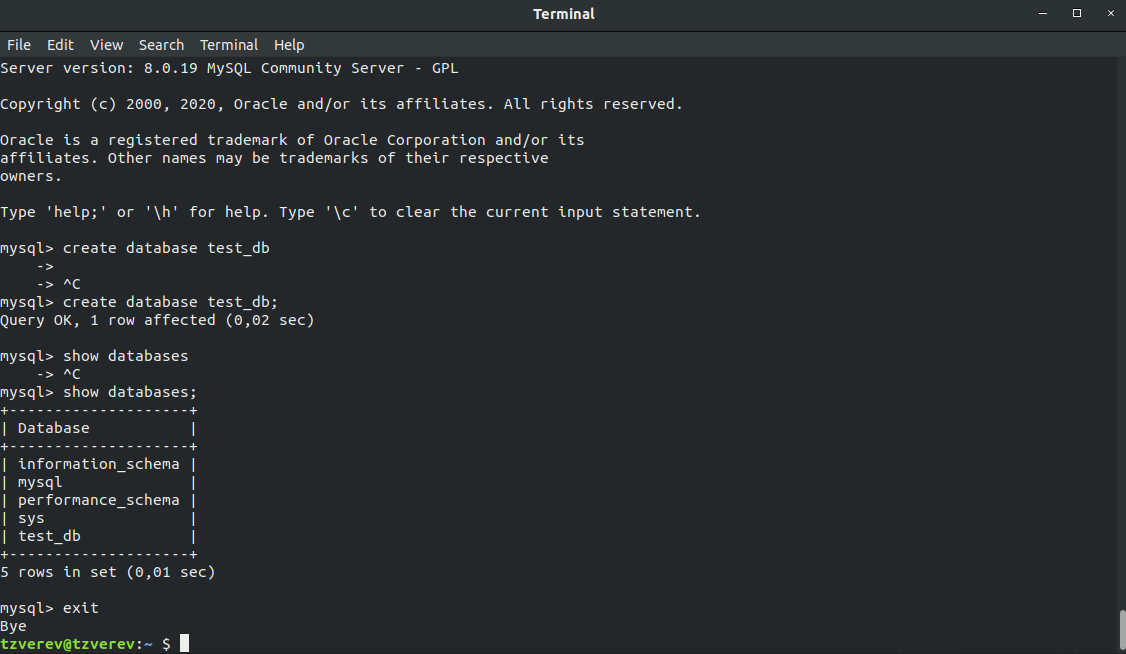 Terminal
File Edit View Search Terminal Help
Server version: 8.0.19 MySQL Community Server - GPL
Copyright (c) 2000, 2020, Oracle and/or its affiliates. All rights reserved.
Oracle is a registered trademark of Oracle Corporation and/or its
affiliates. Other names may be trademarks of their respective
owners.
Type 'help;' or '\h' for help. Type '\c' to clear the current input statement.
mysql> create database test_db
    ->
    -> ^C
mysql> create database test_db;
Query OK, 1 row affected (0,02 sec)
mysql> show databases
    -> ^C
mysql> show databases;
+--------------------+
| Database           |
+--------------------+
| information_schema |
| mysql              |
| performance_schema |
| sys                |
| test_db            |
+--------------------+
5 rows in set (0,01 sec)
mysql> exit
Bye
tzverev@tzverev:~ $